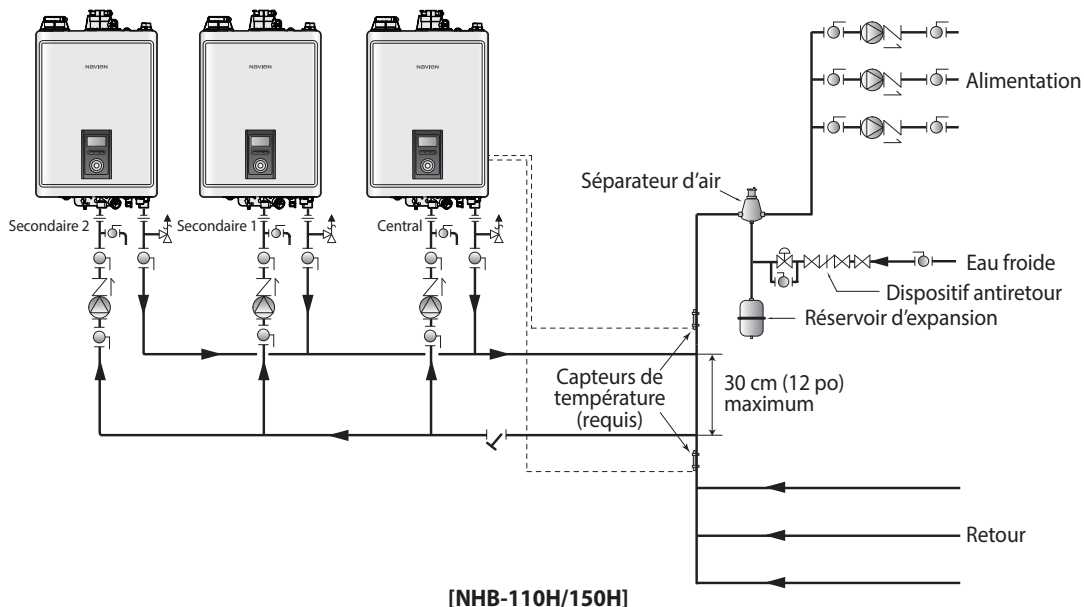 NAVIEN
NAVIEN
NAVIEN
Alimentation
Séparateur d'air
Secondaire 2
Secondaire 1
Central
Eau froide
Dispositif antiretour
Réservoir d'expansion
Capteurs de
température
(requis)
30 cm (12 po)
maximum
Retour
[NHB-110H/150H]